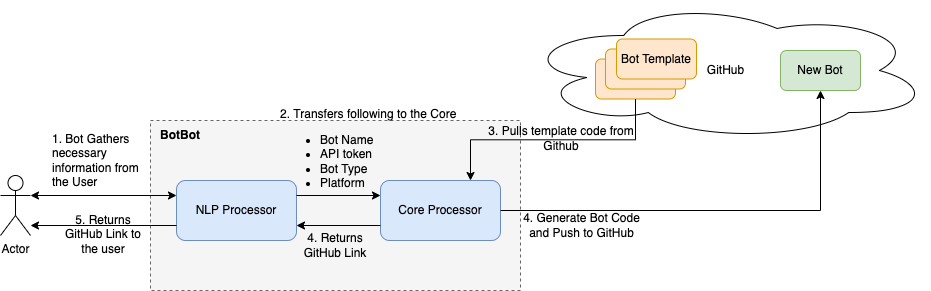 Bot Template
GitHub
New Bot
2. Transfers following to the Core
BotBot
1. Bot Gathers
necessary
information from
the User
• Bot Name
• API token
• Bot Type
• Platform
3. Pulls template code from
Github
NLP Processor
Core Processor
4. Generate Bot Code
and Push to GitHub
5. Returns
GitHub Link to
the user
4. Returns
GitHub Link
Actor